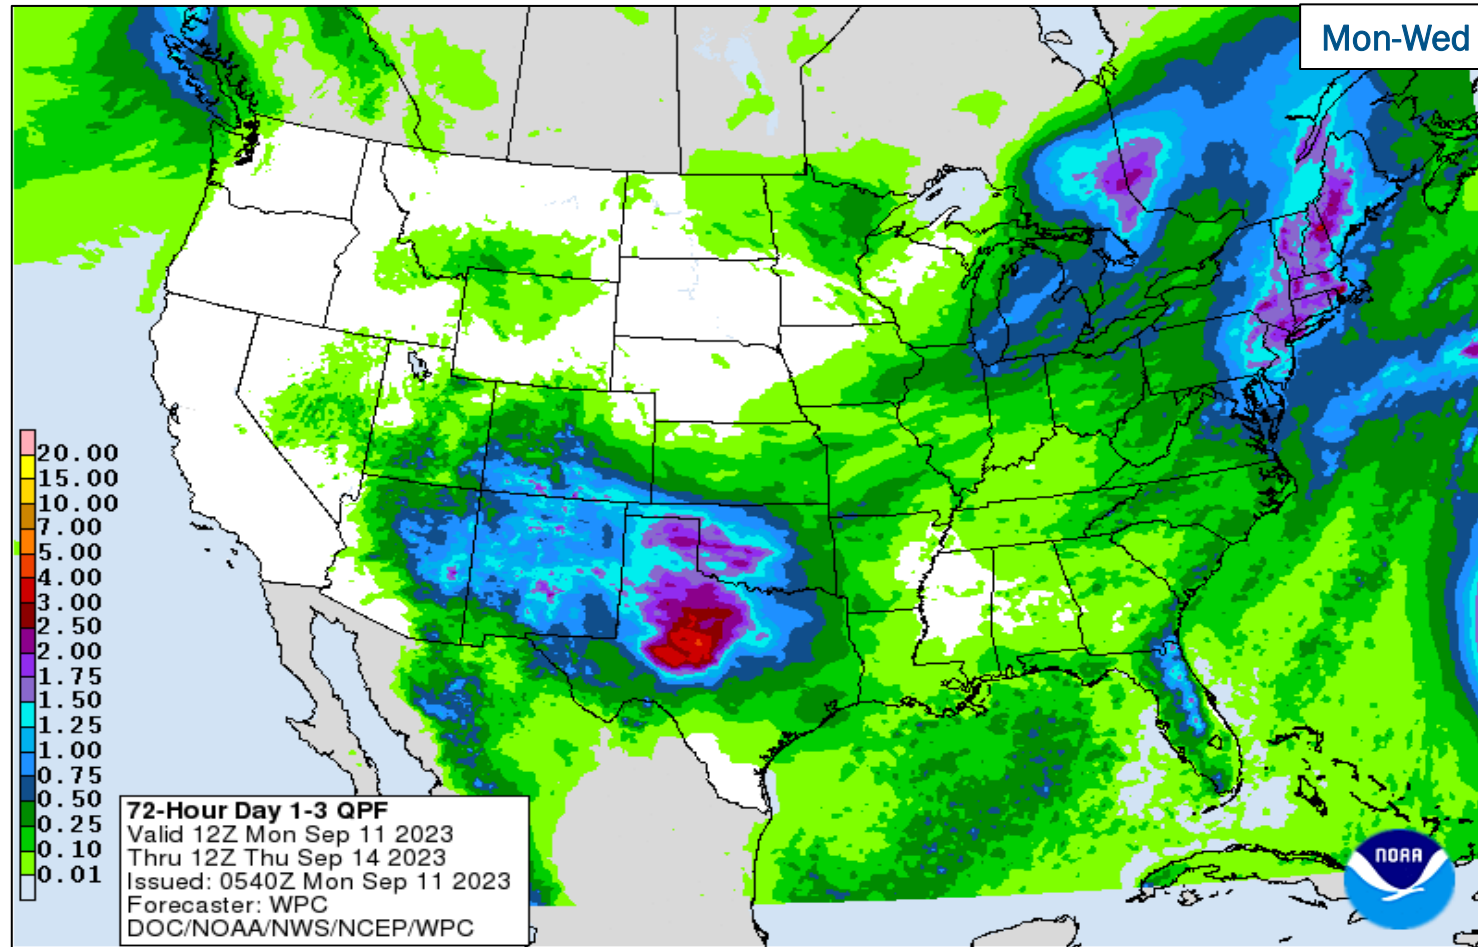 Mon-Wed
20.00
15.00
10.00
7.00
5.00
4.00
3.00
2.50
2.00
1.75
1.50
1.25
1.00
0.75
0.50
0.25
0.10
0.01
72-Hour Day 1-3 QPF
Valid 12Z Mon Sep 11 2023
Thru 12Z Thu Sep 14 2023
Issued: 0540Z Mon Sep 11 2023
Forecaster: WPC
DOC/NOAA/NWS/NCEP/WPC
NOAA